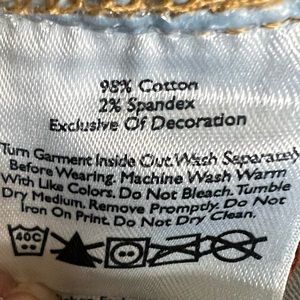 98% Cotton
2% Spandex
Exclusive Of Decoration
Turn Garment Inside Out. Wash Separately
Before Wearing. Machine Wash Warm
With Like Colors. Do Not Bleach. Tumble
Dry Medium. Remove Promptly. Do Not
Iron On Print. Do Not Dry Clean.
40C